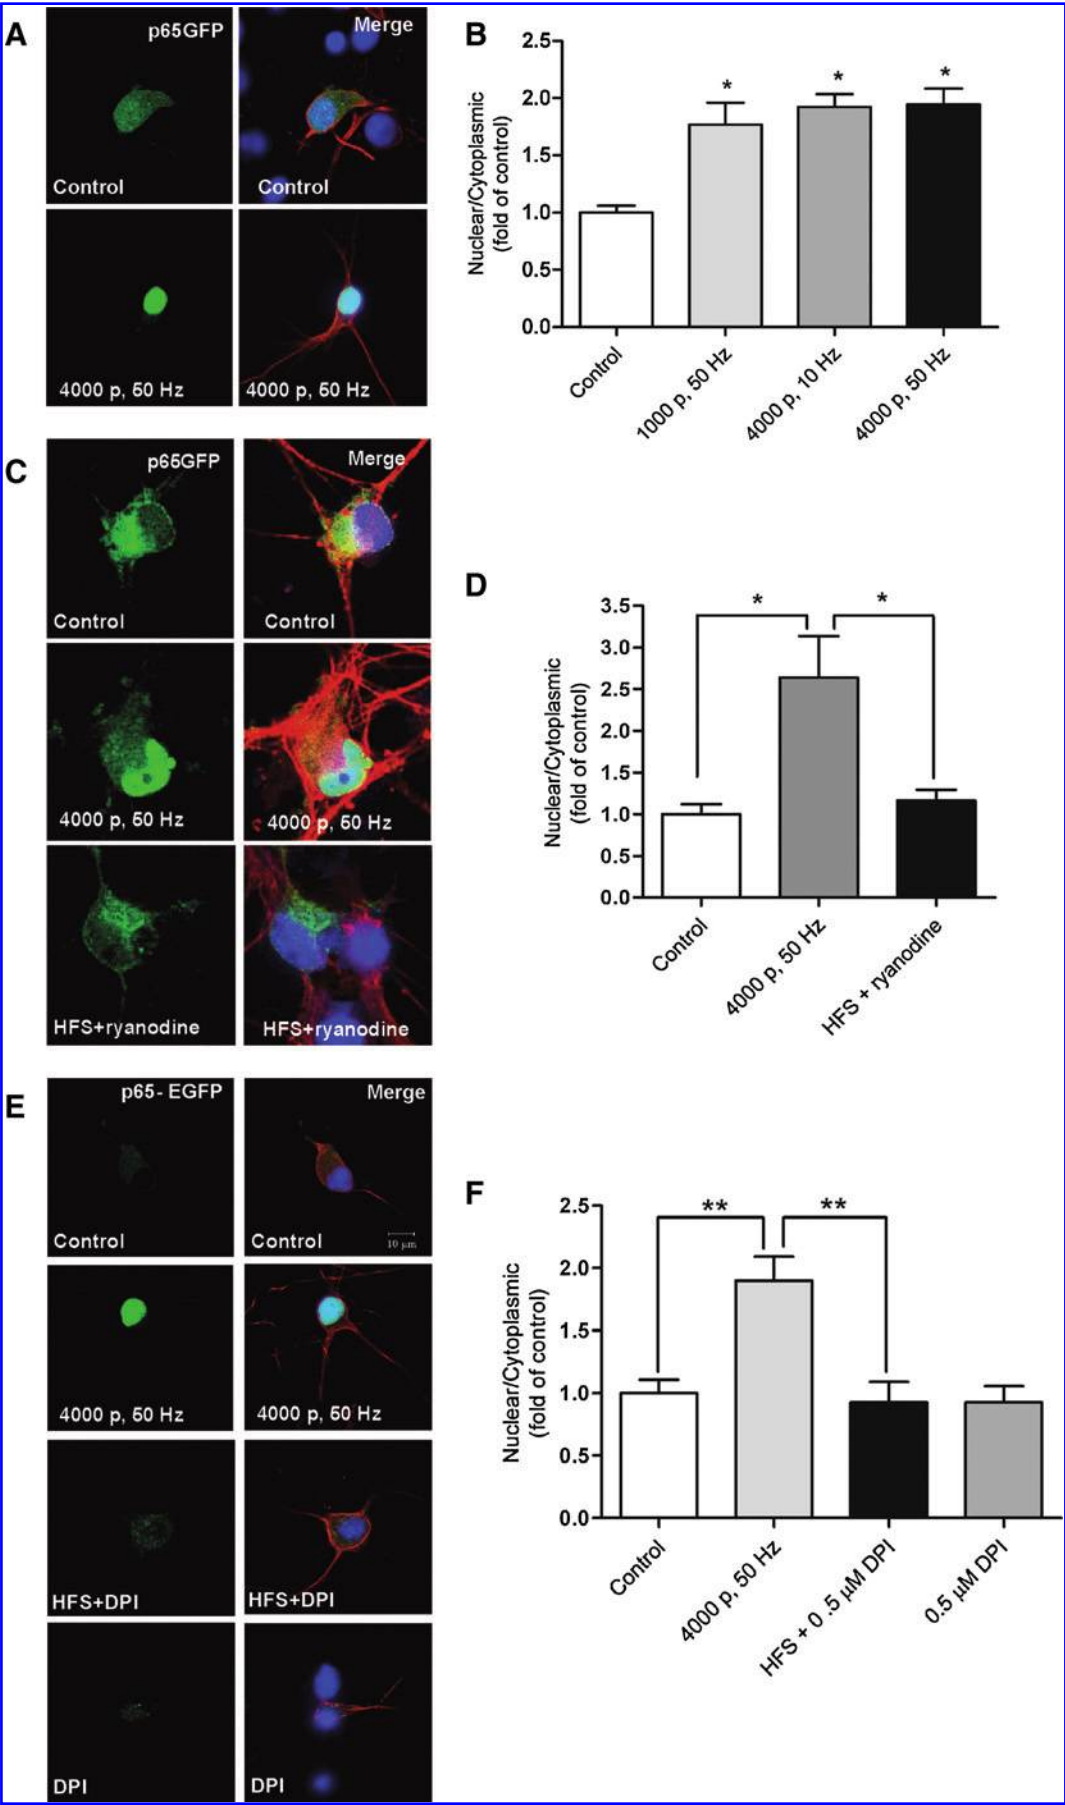 A
p65GFP
Merge
Control
Control
4000 p, 50 Hz
4000 p, 50 Hz
B
Nuclear/Cytoplasmic
(fold of control)
2.5
2.0
1.5
1.0
0.5
0.0
*
*
*
Control
1000 p, 50 Hz
4000 p, 10 Hz
4000 p, 50 Hz
C
p65GFP
Merge
Control
Control
4000 p, 50 Hz
4000 p, 50 Hz
HFS+ryanodine
HFS+ryanodine
D
Nuclear/Cytoplasmic
(fold of control)
3.5
3.0
2.5
2.0
1.5
1.0
0.5
0.0
*
*
Control
4000 p, 50 Hz
HFS + ryanodine
E
p65- EGFP
Merge
Control
Control
10 µm
4000 p, 50 Hz
4000 p, 50 Hz
HFS+DPI
HFS+DPI
DPI
DPI
F
Nuclear/Cytoplasmic
(fold of control)
2.5
2.0
1.5
1.0
0.5
0.0
**
**
Control
4000 p, 50 Hz
HFS + 0 .5 µM DPI
0.5 µM DPI